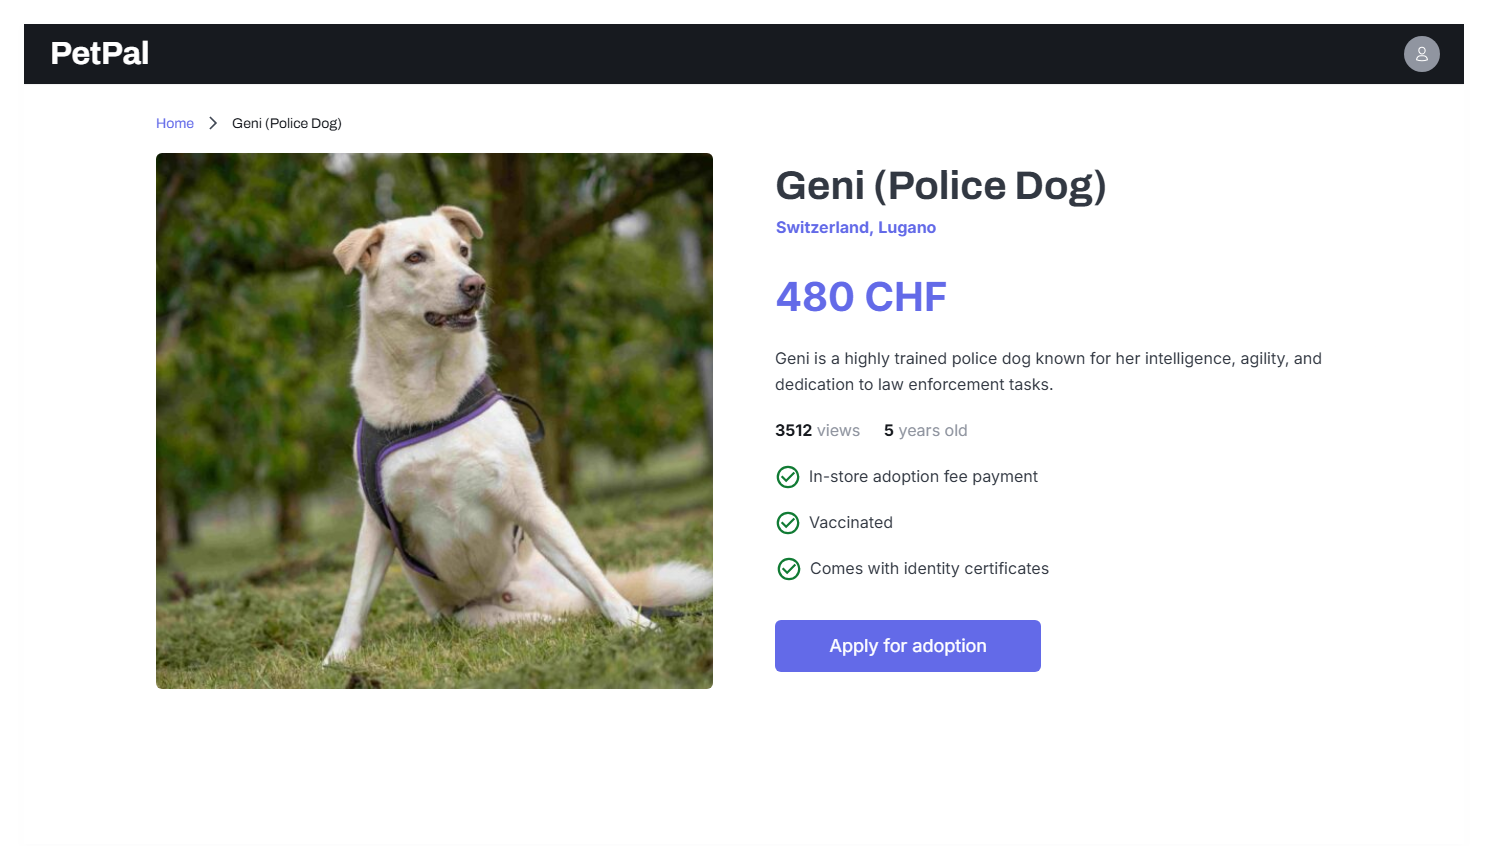 PetPal
Home
Geni (Police Dog)
Geni (Police Dog)
Switzerland, Lugano
480 CHF
Geni is a highly trained police dog known for her intelligence, agility, and
dedication to law enforcement tasks.
3512 views 5 years old
In-store adoption fee payment
Vaccinated
Comes with identity certificates
Apply for adoption